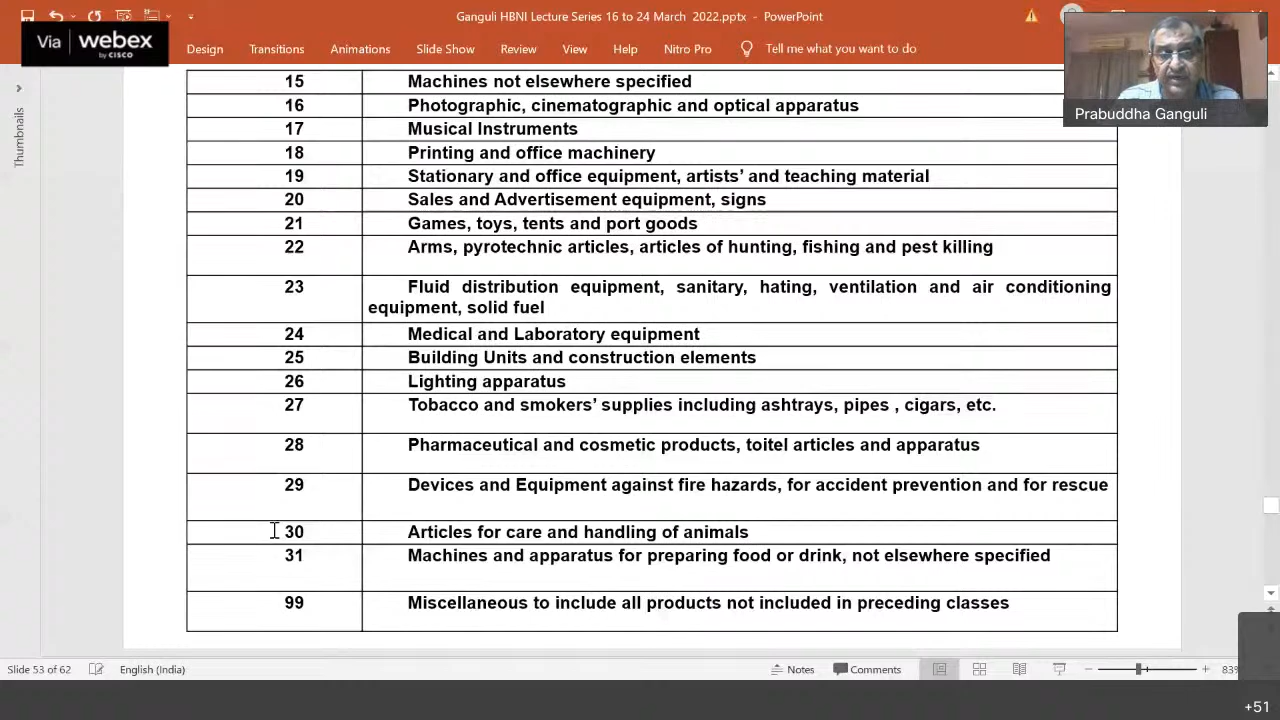 Ganguli HBNI Lecture Series 16 to 24 March 2022.pptx - PowerPoint
Via webex
by CISCO
Design Transitions Animations Slide Show Review View Help Nitro Pro Tell me what you want to do
Prabuddha Ganguli
Thumbnails
15 Machines not elsewhere specified
16 Photographic, cinematographic and optical apparatus
17 Musical Instruments
18 Printing and office machinery
19 Stationary and office equipment, artists’ and teaching material
20 Sales and Advertisement equipment, signs
21 Games, toys, tents and port goods
22 Arms, pyrotechnic articles, articles of hunting, fishing and pest killing
23 Fluid distribution equipment, sanitary, hating, ventilation and air conditioning
equipment, solid fuel
24 Medical and Laboratory equipment
25 Building Units and construction elements
26 Lighting apparatus
27 Tobacco and smokers’ supplies including ashtrays, pipes , cigars, etc.
28 Pharmaceutical and cosmetic products, toitel articles and apparatus
29 Devices and Equipment against fire hazards, for accident prevention and for rescue
30 Articles for care and handling of animals
31 Machines and apparatus for preparing food or drink, not elsewhere specified
99 Miscellaneous to include all products not included in preceding classes
Slide 53 of 62 English (India) Notes Comments 83%
+51